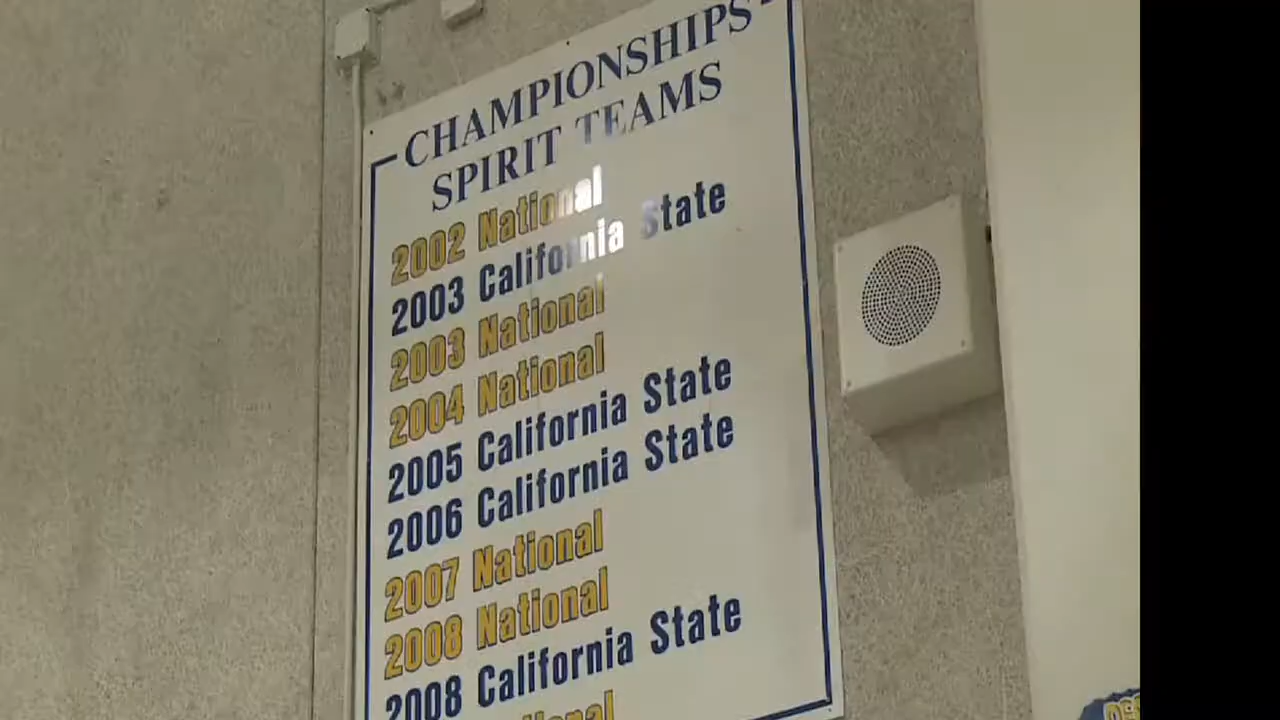 CHAMPIONSHIPS
SPIRIT TEAMS
2002 National
2003 California State
2003 National
2004 National
2005 California State
2006 California State
2007 National
2008 National
2008 California State